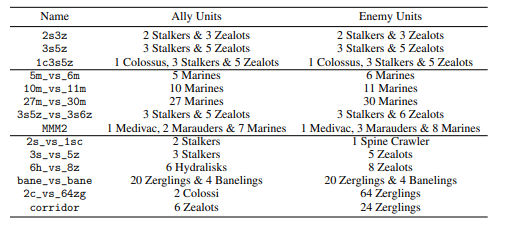 Name Ally Units Enemy Units
2s3z 2 Stalkers & 3 Zealots 2 Stalkers & 3 Zealots
3s5z 3 Stalkers & 5 Zealots 3 Stalkers & 5 Zealots
1c3s5z 1 Colossus, 3 Stalkers & 5 Zealots 1 Colossus, 3 Stalkers & 5 Zealots
5m_vs_6m 5 Marines 6 Marines
10m_vs_11m 10 Marines 11 Marines
27m_vs_30m 27 Marines 30 Marines
3s5z_vs_3s6z 3 Stalkers & 5 Zealots 3 Stalkers & 6 Zealots
MMM2 1 Medivac, 2 Marauders & 7 Marines 1 Medivac, 3 Marauders & 8 Marines
2s_vs_1sc 2 Stalkers 1 Spine Crawler
3s_vs_5z 3 Stalkers 5 Zealots
6h_vs_8z 6 Hydralisks 8 Zealots
bane_vs_bane 20 Zerglings & 4 Banelings 20 Zerglings & 4 Banelings
2c_vs_64zg 2 Colossi 64 Zerglings
corridor 6 Zealots 24 Zerglings